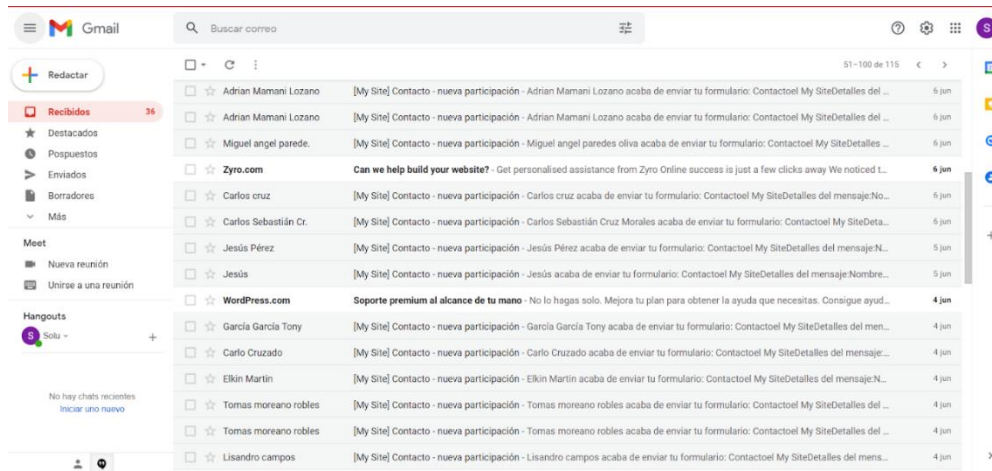 Gmail
Buscar correo
S
Redactar
51-100 de 115
Recibidos 36
Destacados
Pospuestos
Enviados
Borradores
Más
Meet
Nueva reunión
Unirse a una reunión
Hangouts
S Solu
No hay chats recientes
Iniciar uno nuevo
Adrian Mamani Lozano [My Site] Contacto - nueva participación - Adrian Mamani Lozano acaba de enviar tu formulario: Contactoel My SiteDetalles del ... 6 jun
Adrian Mamani Lozano [My Site] Contacto - nueva participación - Adrian Mamani Lozano acaba de enviar tu formulario: Contactoel My SiteDetalles del ... 6 jun
Miguel angel parede. [My Site] Contacto - nueva participación - Miguel angel paredes oliva acaba de enviar tu formulario: Contactoel My SiteDetalles ... 6 jun
Zyro.com Can we help build your website? - Get personalised assistance from Zyro Online success is just a few clicks away We noticed t... 6 jun
Carlos cruz [My Site] Contacto - nueva participación - Carlos cruz acaba de enviar tu formulario: Contactoel My SiteDetalles del mensaje:No... 6 jun
Carlos Sebastián Cr. [My Site] Contacto - nueva participación - Carlos Sebastián Cruz Morales acaba de enviar tu formulario: Contactoel My SiteDeta... 6 jun
Jesús Pérez [My Site] Contacto - nueva participación - Jesús Pérez acaba de enviar tu formulario: Contactoel My SiteDetalles del mensaje:N... 5 jun
Jesús [My Site] Contacto - nueva participación - Jesús acaba de enviar tu formulario: Contactoel My SiteDetalles del mensaje:Nombre... 5 jun
WordPress.com Soporte premium al alcance de tu mano - No lo hagas solo. Mejora tu plan para obtener la ayuda que necesitas. Consigue ayud... 4 jun
García García Tony [My Site] Contacto - nueva participación - García García Tony acaba de enviar tu formulario: Contactoel My SiteDetalles del men... 4 jun
Carlo Cruzado [My Site] Contacto - nueva participación - Carlo Cruzado acaba de enviar tu formulario: Contactoel My SiteDetalles del mensaje:... 4 jun
Elkin Martin [My Site] Contacto - nueva participación - Elkin Martin acaba de enviar tu formulario: Contactoel My SiteDetalles del mensaje:N... 4 jun
Tomas moreano robles [My Site] Contacto - nueva participación - Tomas moreano robles acaba de enviar tu formulario: Contactoel My SiteDetalles del ... 4 jun
Tomas moreano robles [My Site] Contacto - nueva participación - Tomas moreano robles acaba de enviar tu formulario: Contactoel My SiteDetalles del ... 4 jun
Lisandro campos [My Site] Contacto - nueva participación - Lisandro campos acaba de enviar tu formulario: Contactoel My SiteDetalles del mens... 4 jun